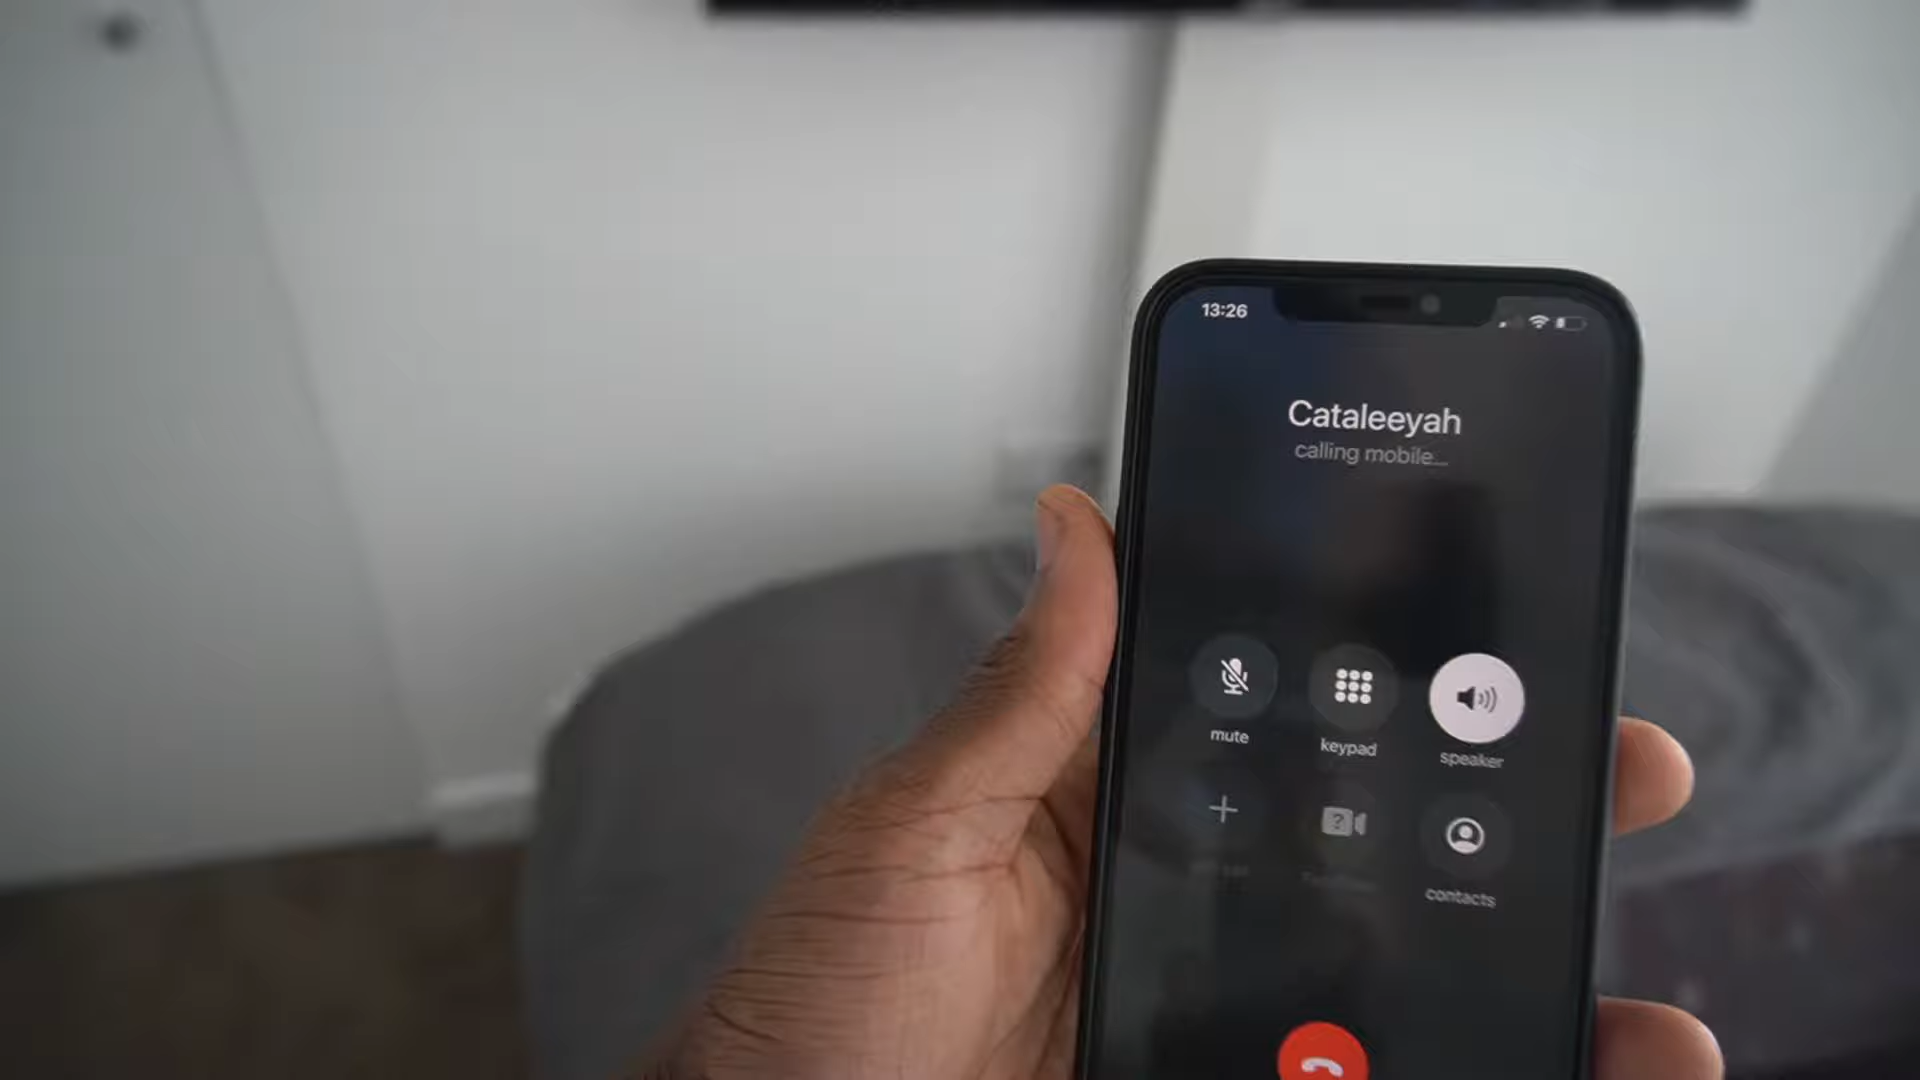 13:26
Cataleeyah
calling mobile...
mute
keypad
speaker
contacts